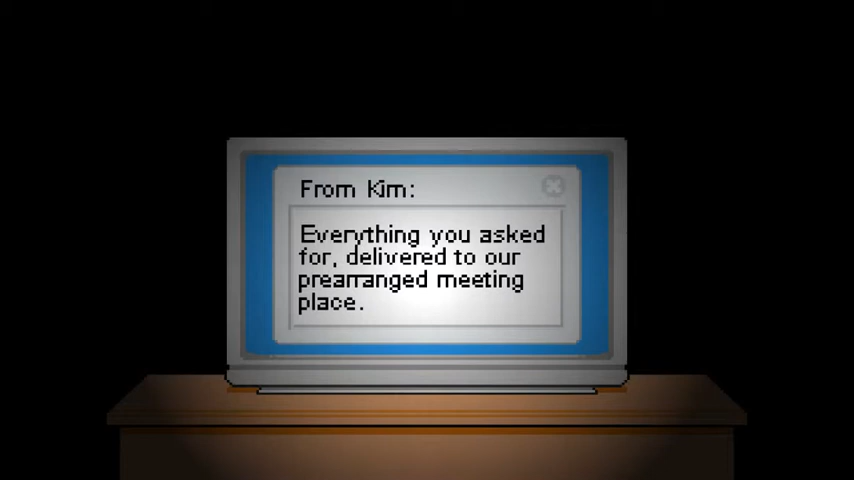 From Kim:
Everything you asked
for, delivered to our
prearranged meeting
place.